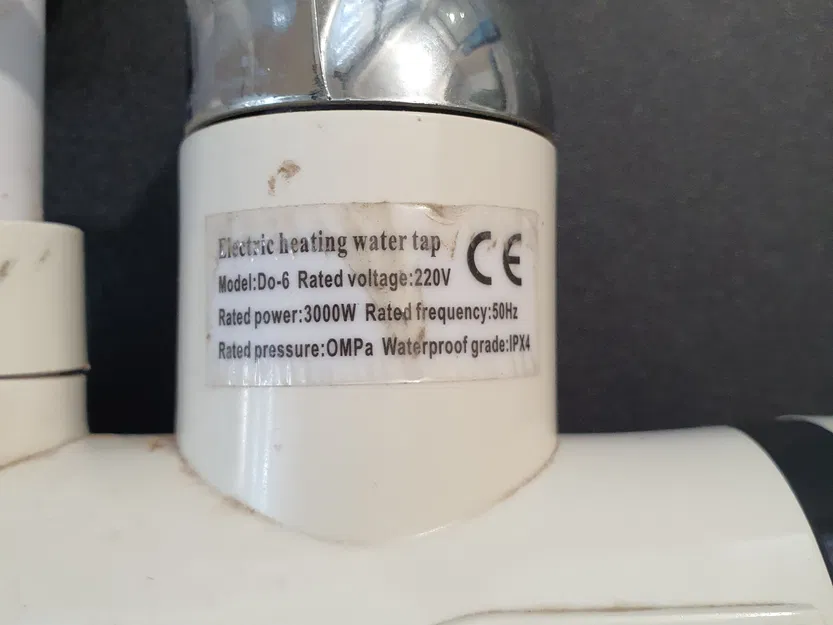 Electric heating water tap CE
Model:Do-6 Rated voltage:220V
Rated power:3000W Rated frequency:50Hz
Rated pressure:OMPa Waterproof grade:IPX4